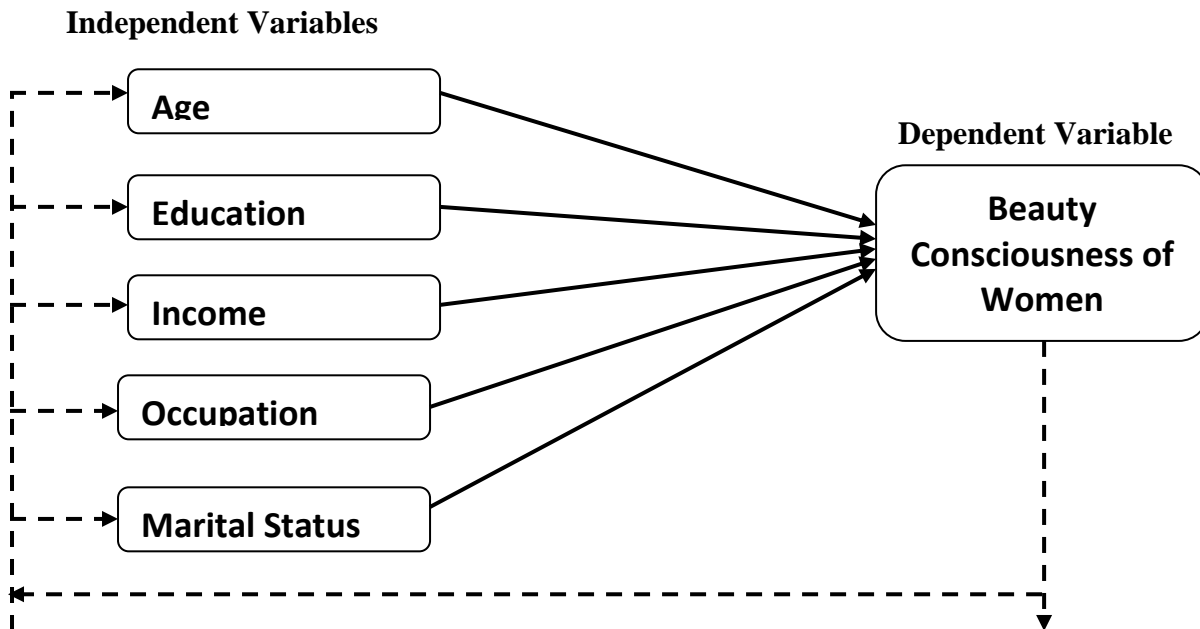 Independent Variables
Age
Dependent Variable
Education
Beauty
Consciousness of
Women
Income
Occupation
Marital Status